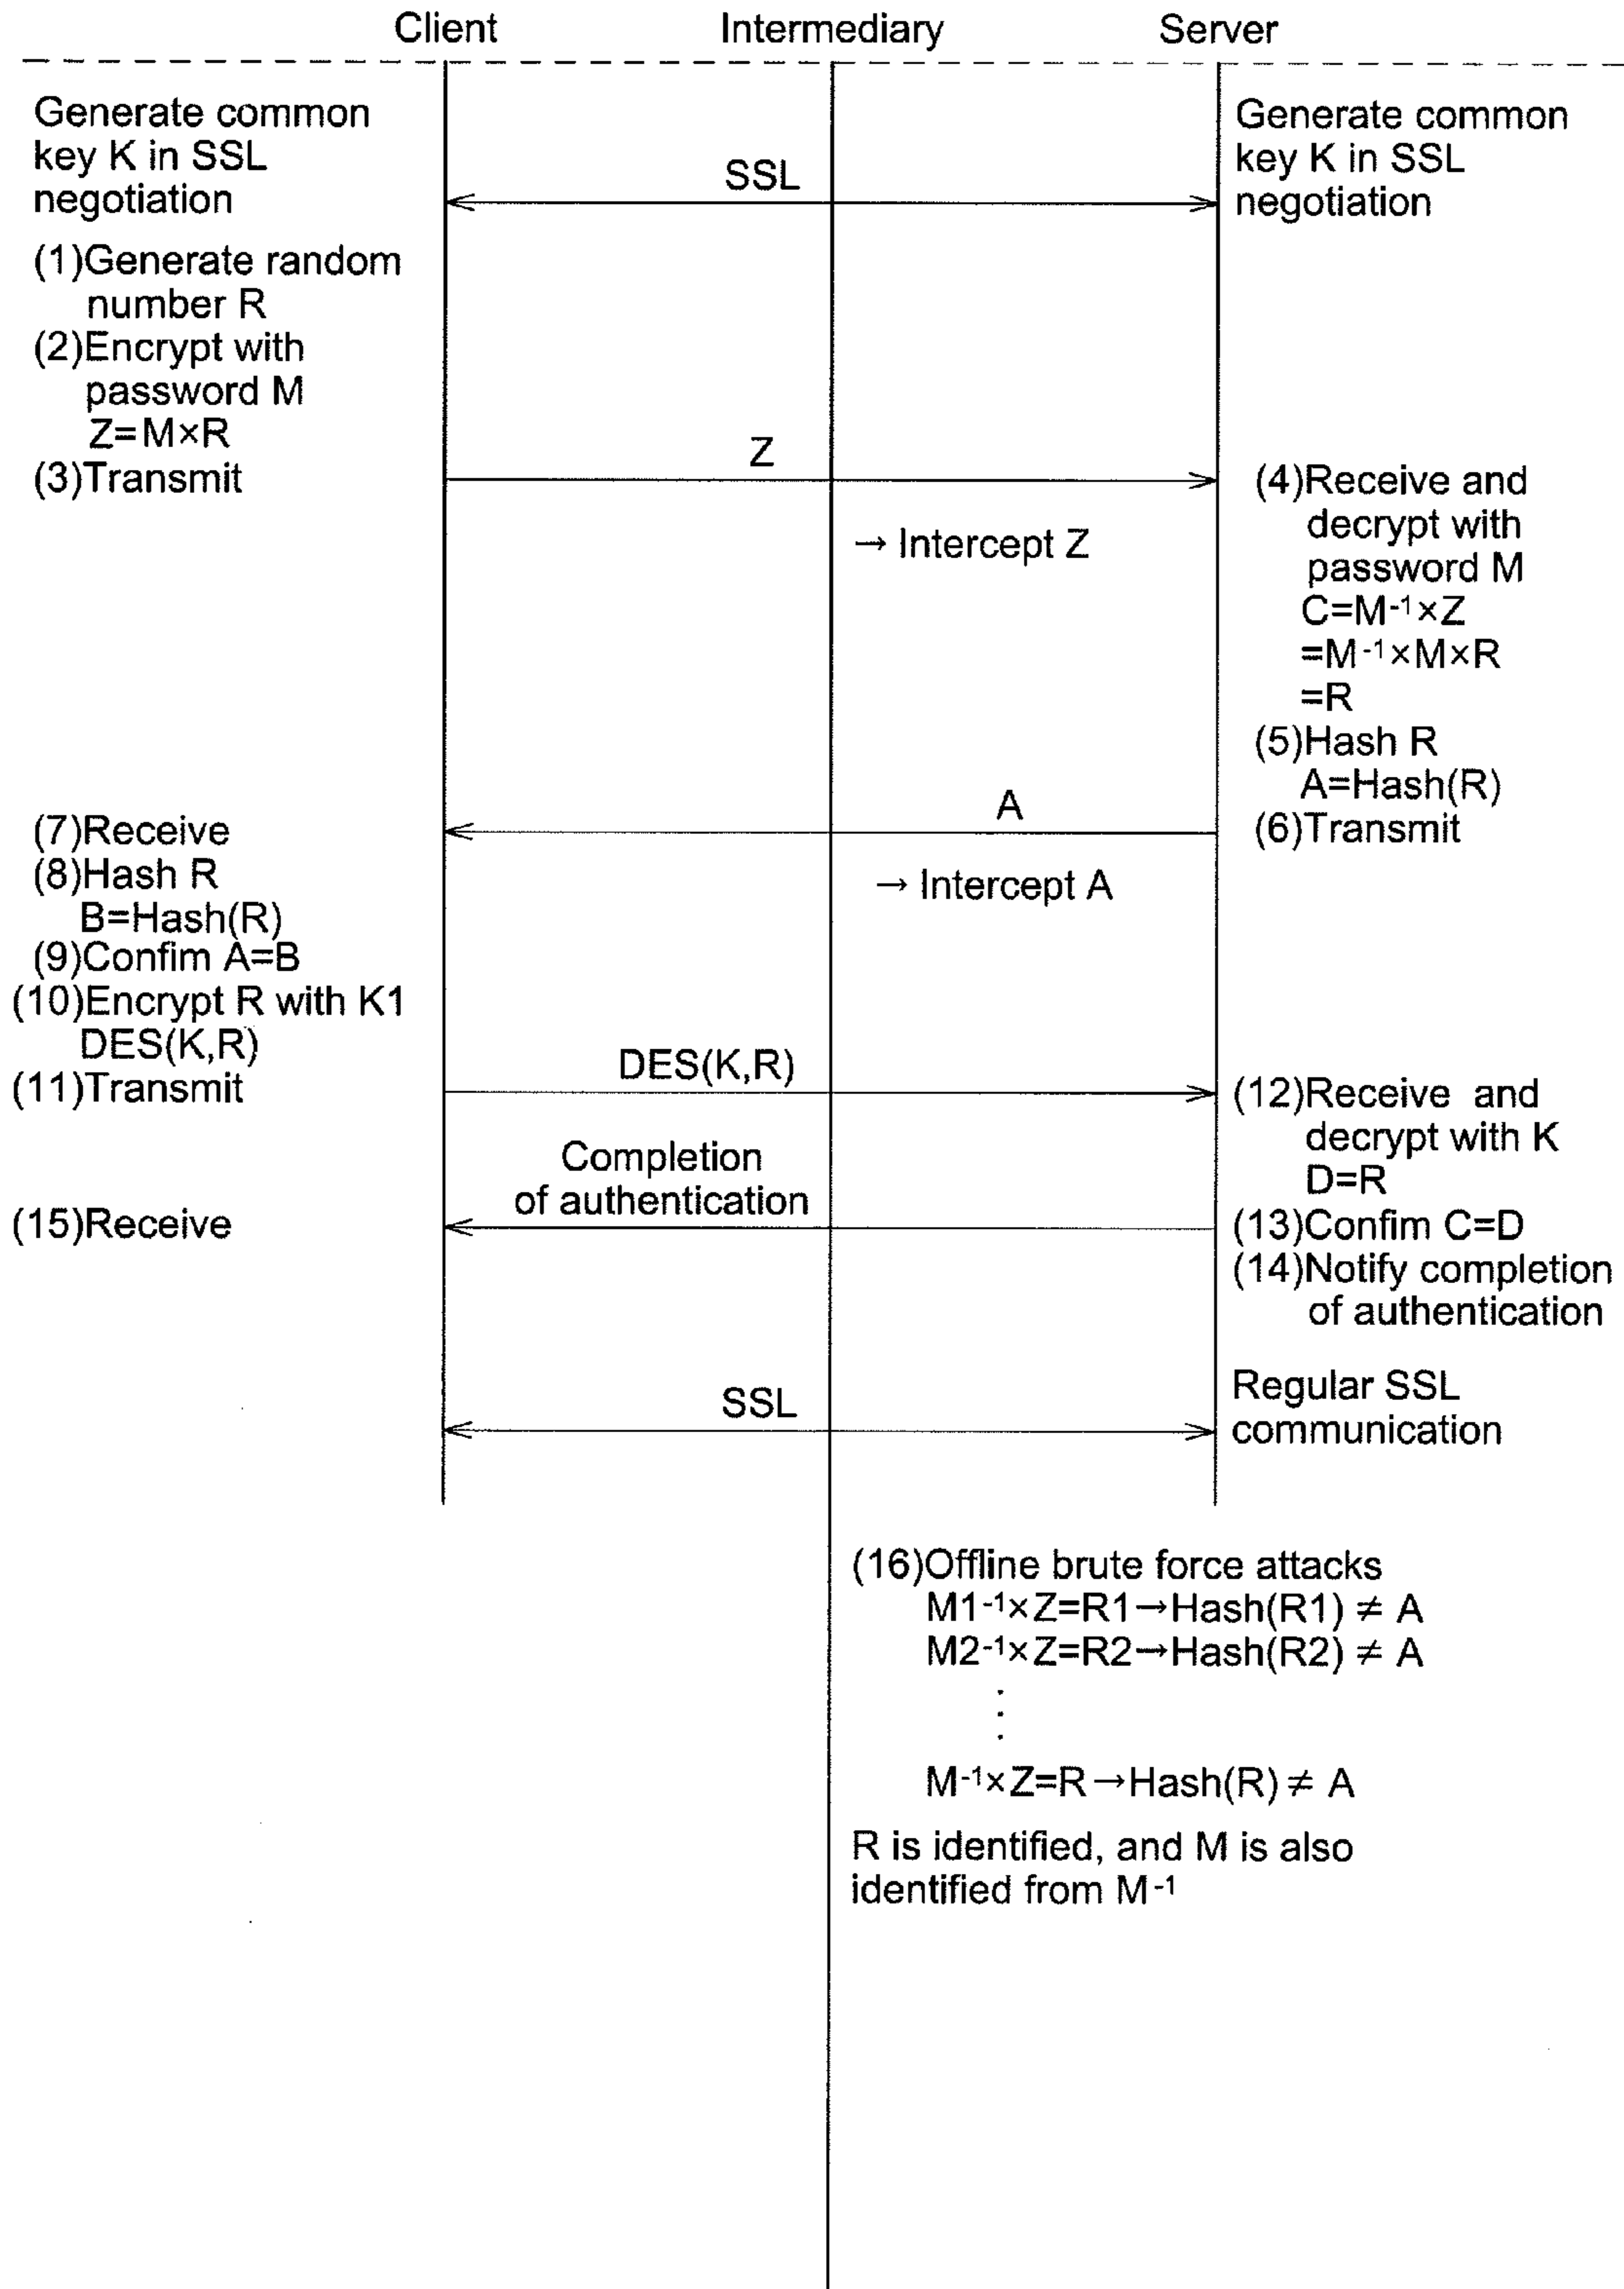 Client
Intermediary
Server
Generate common
key K in SSL
negotiation
SSL
Generate common
key K in SSL
negotiation
(1)Generate random
number R
(2)Encrypt with
password M
Z=M×R
(3)Transmit
Z
→ Intercept Z
(4)Receive and
decrypt with
password M
C=M⁻¹×Z
=M⁻¹×M×R
=R
(5)Hash R
A=Hash(R)
(6)Transmit
A
→ Intercept A
(7)Receive
(8)Hash R
B=Hash(R)
(9)Confim A=B
(10)Encrypt R with K1
DES(K,R)
(11)Transmit
DES(K,R)
(12)Receive and
decrypt with K
D=R
(13)Confim C=D
(14)Notify completion
of authentication
Completion
of authentication
(15)Receive
SSL
Regular SSL
communication
(16)Offline brute force attacks
M1⁻¹×Z=R1→Hash(R1) ≠ A
M2⁻¹×Z=R2→Hash(R2) ≠ A
⋮
M⁻¹×Z=R→Hash(R) ≠ A
R is identified, and M is also
identified from M⁻¹